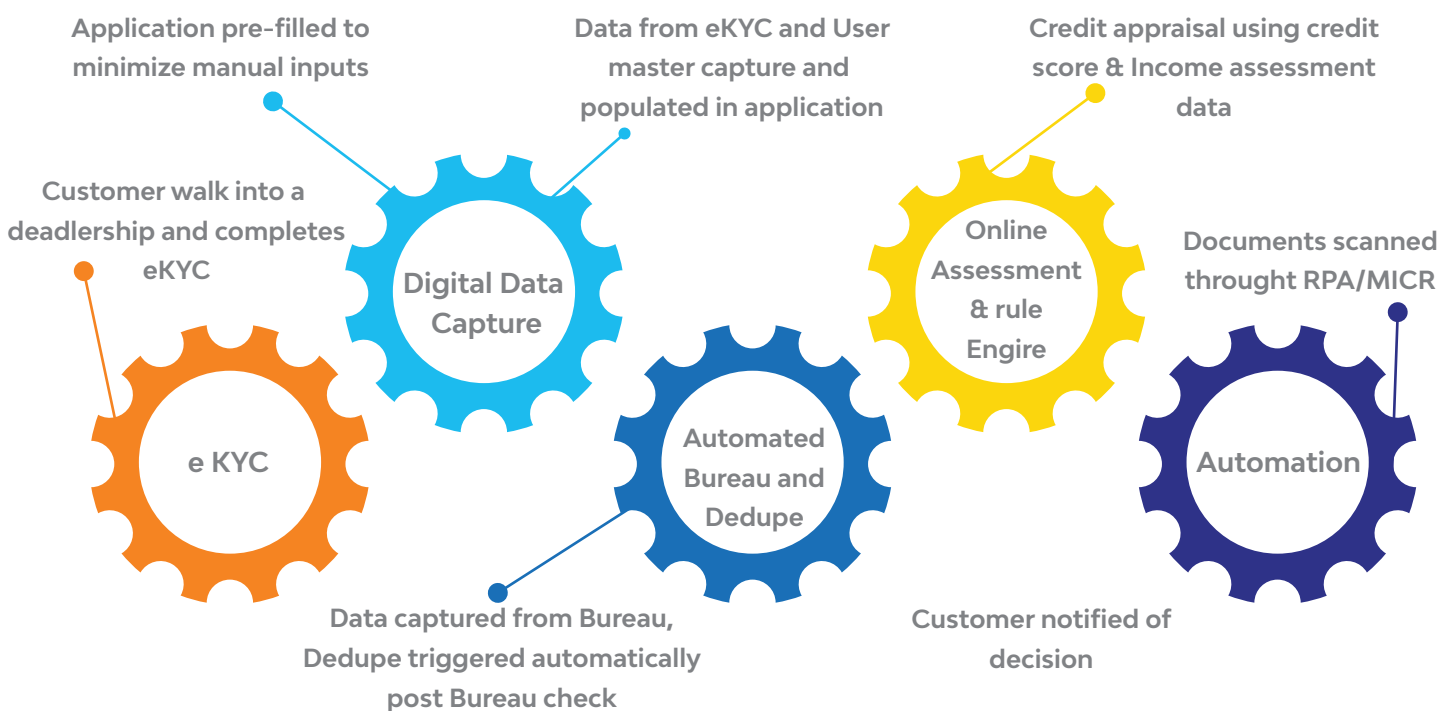 Application pre-filled to
minimize manual inputs
Data from eKYC and User
master capture and
populated in application
Credit appraisal using credit
score & Income assessment
data
Customer walk into a
deadlership and completes
eKYC
Digital Data
Capture
Online
Assessment
& rule
Engire
Documents scanned
throught RPA/MICR
e KYC
Automated
Bureau and
Dedupe
Automation
Data captured from Bureau,
Dedupe triggered automatically
post Bureau check
Customer notified of
decision